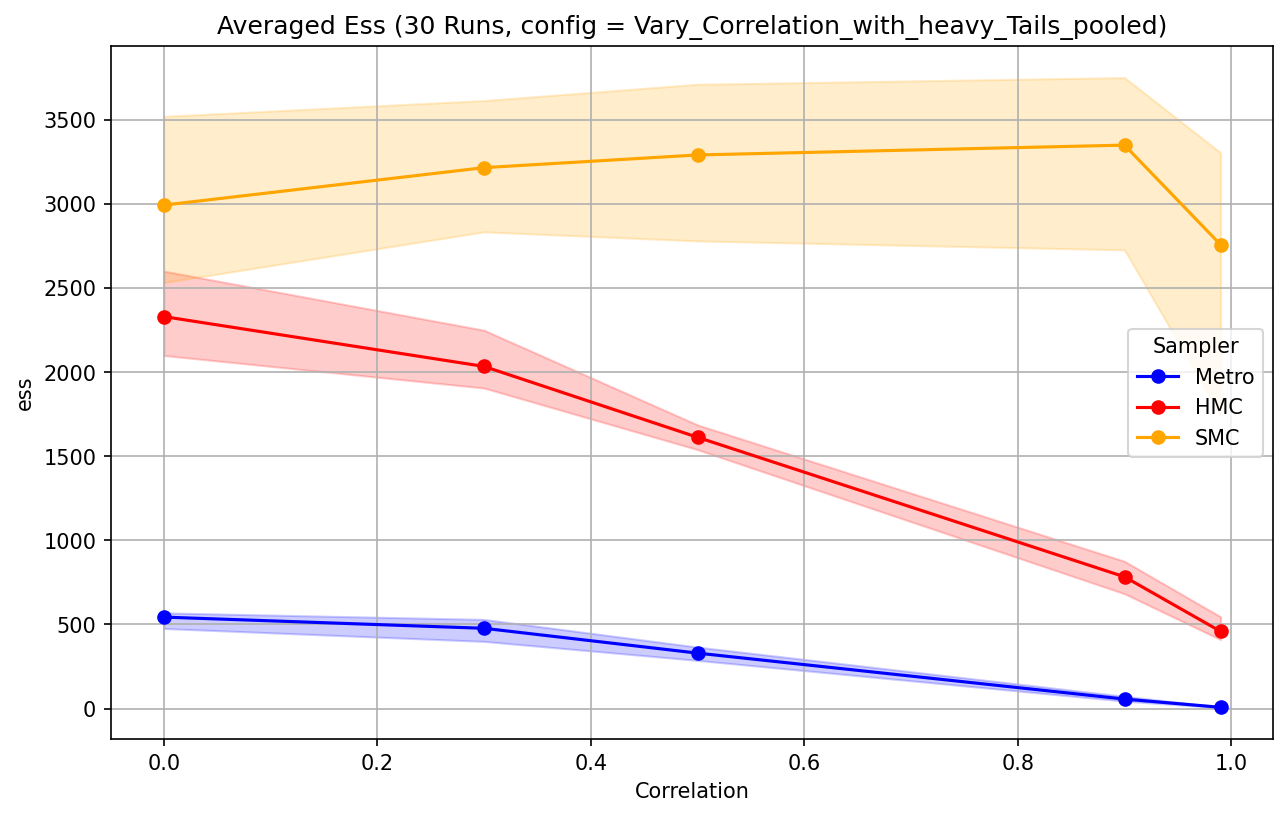 Averaged Ess (30 Runs, config = Vary_Correlation_with_heavy_Tails_pooled)
ess
3500
3000
2500
2000
1500
1000
500
0
Sampler
Metro
HMC
SMC
0.0 0.2 0.4 0.6 0.8 1.0
Correlation